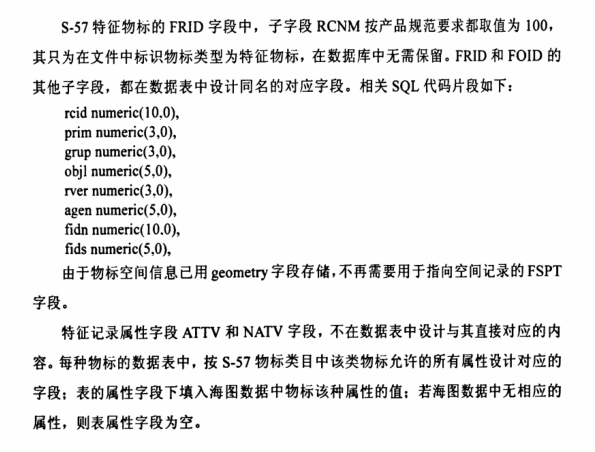 S-57 特征物标的 FRID 字段中，子字段 RCNM 按产品规范要求都取值为 100，
其只为在文件中标识物标类型为特征物标，在数据库中无需保留。FRID 和 FOID 的
其他子字段，都在数据表中设计同名的对应字段。相关 SQL 代码片段如下：
rcid numeric(10,0),
prim numeric(3,0),
grup numeric(3,0),
objl numeric(5,0),
rver numeric(3,0),
agen numeric(5,0),
fidn numeric(10,0),
fids numeric(5,0),
由于物标空间信息已用 geometry 字段存储，不再需要用于指向空间记录的 FSPT
字段。
特征记录属性字段 ATTV 和 NATV 字段，不在数据表中设计与其直接对应的内
容。每种物标的数据表中，按 S-57 物标类目中该类物标允许的所有属性设计对应的
字段；表的属性字段下填入海图数据中物标该种属性的值；若海图数据中无相应的
属性，则表属性字段为空。